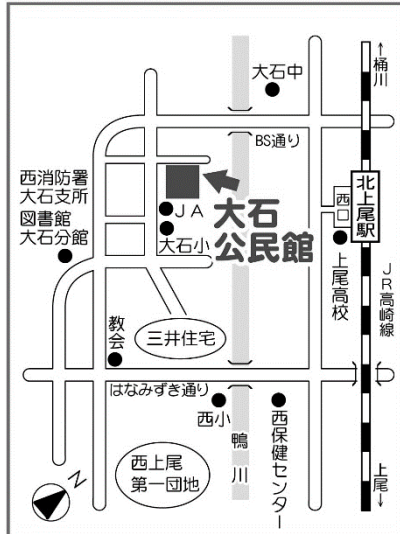 ↑桶川
大石中
BS通り
北上尾駅
西口
西消防署
大石支所
図書館
大石分館
JA
大石小
大石
公民館
上尾高校
JR高崎線
教会
三井住宅
はなみずき通り
西小
鴨川
西保健センター
西上尾
第一団地
上尾↓
N